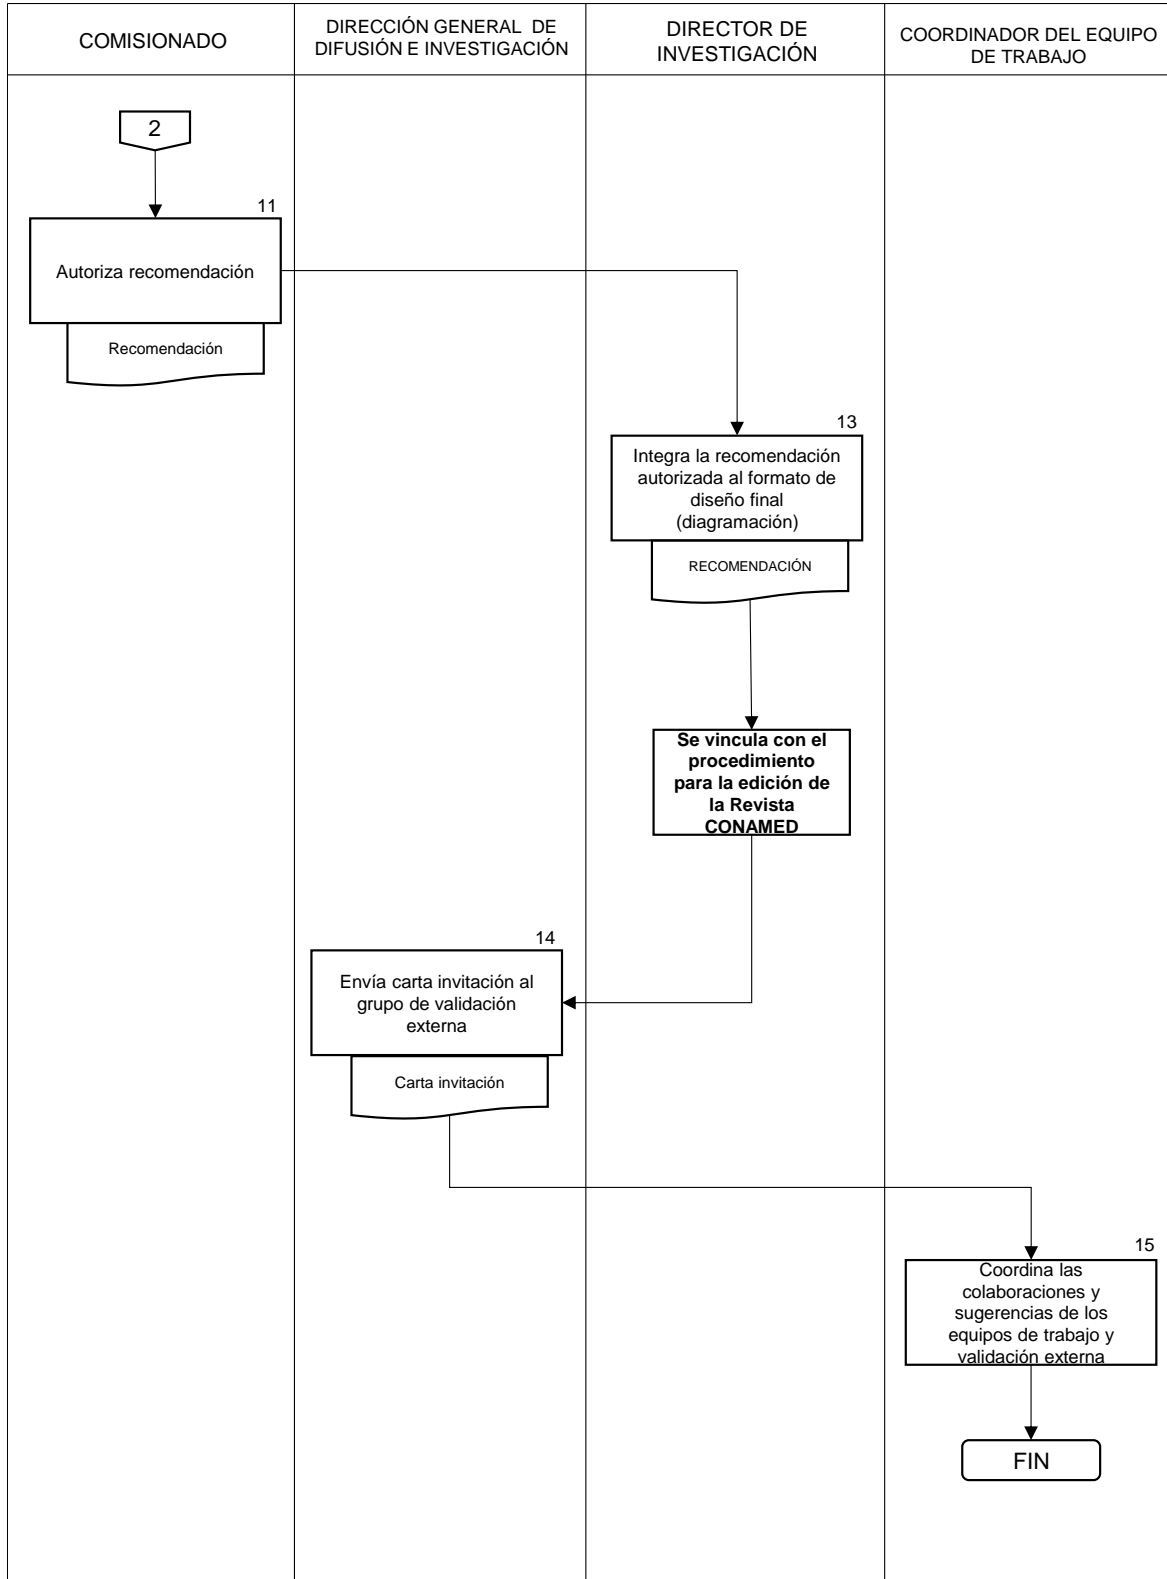 COMISIONADO
DIRECCIÓN GENERAL DE
DIFUSIÓN E INVESTIGACIÓN
DIRECTOR DE
INVESTIGACIÓN
COORDINADOR DEL EQUIPO
DE TRABAJO
2
11
Autoriza recomendación
Recomendación
13
Integra la recomendación
autorizada al formato de
diseño final
(diagramación)
RECOMENDACIÓN
Se vincula con el
procedimiento
para la edición de
la Revista
CONAMED
14
Envía carta invitación al
grupo de validación
externa
Carta invitación
15
Coordina las
colaboraciones y
sugerencias de los
equipos de trabajo y
validación externa
FIN